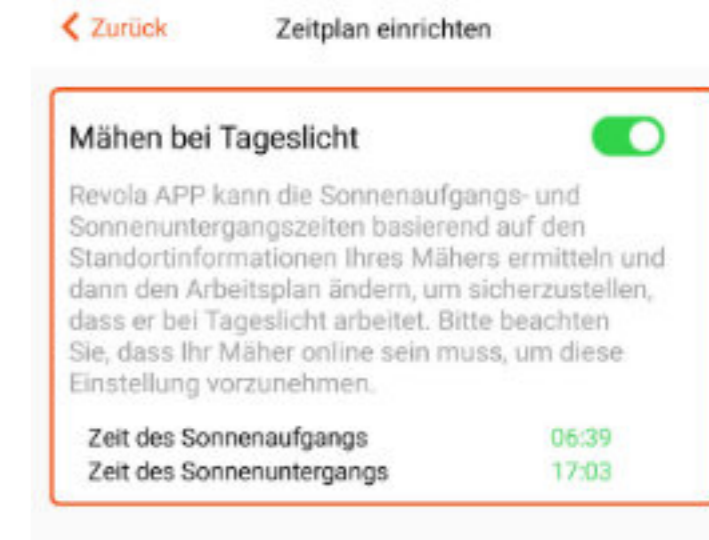 Zurück Zeitplan einrichten
Mähen bei Tageslicht
Revola APP kann die Sonnenaufgangs- und
Sonnenuntergangszeiten basierend auf den
Standortinformationen Ihres Mähers ermitteln und
dann den Arbeitsplan ändern, um sicherzustellen,
dass er bei Tageslicht arbeitet. Bitte beachten
Sie, dass Ihr Mäher online sein muss, um diese
Einstellung vorzunehmen.
Zeit des Sonnenaufgangs 06:39
Zeit des Sonnenuntergangs 17:03